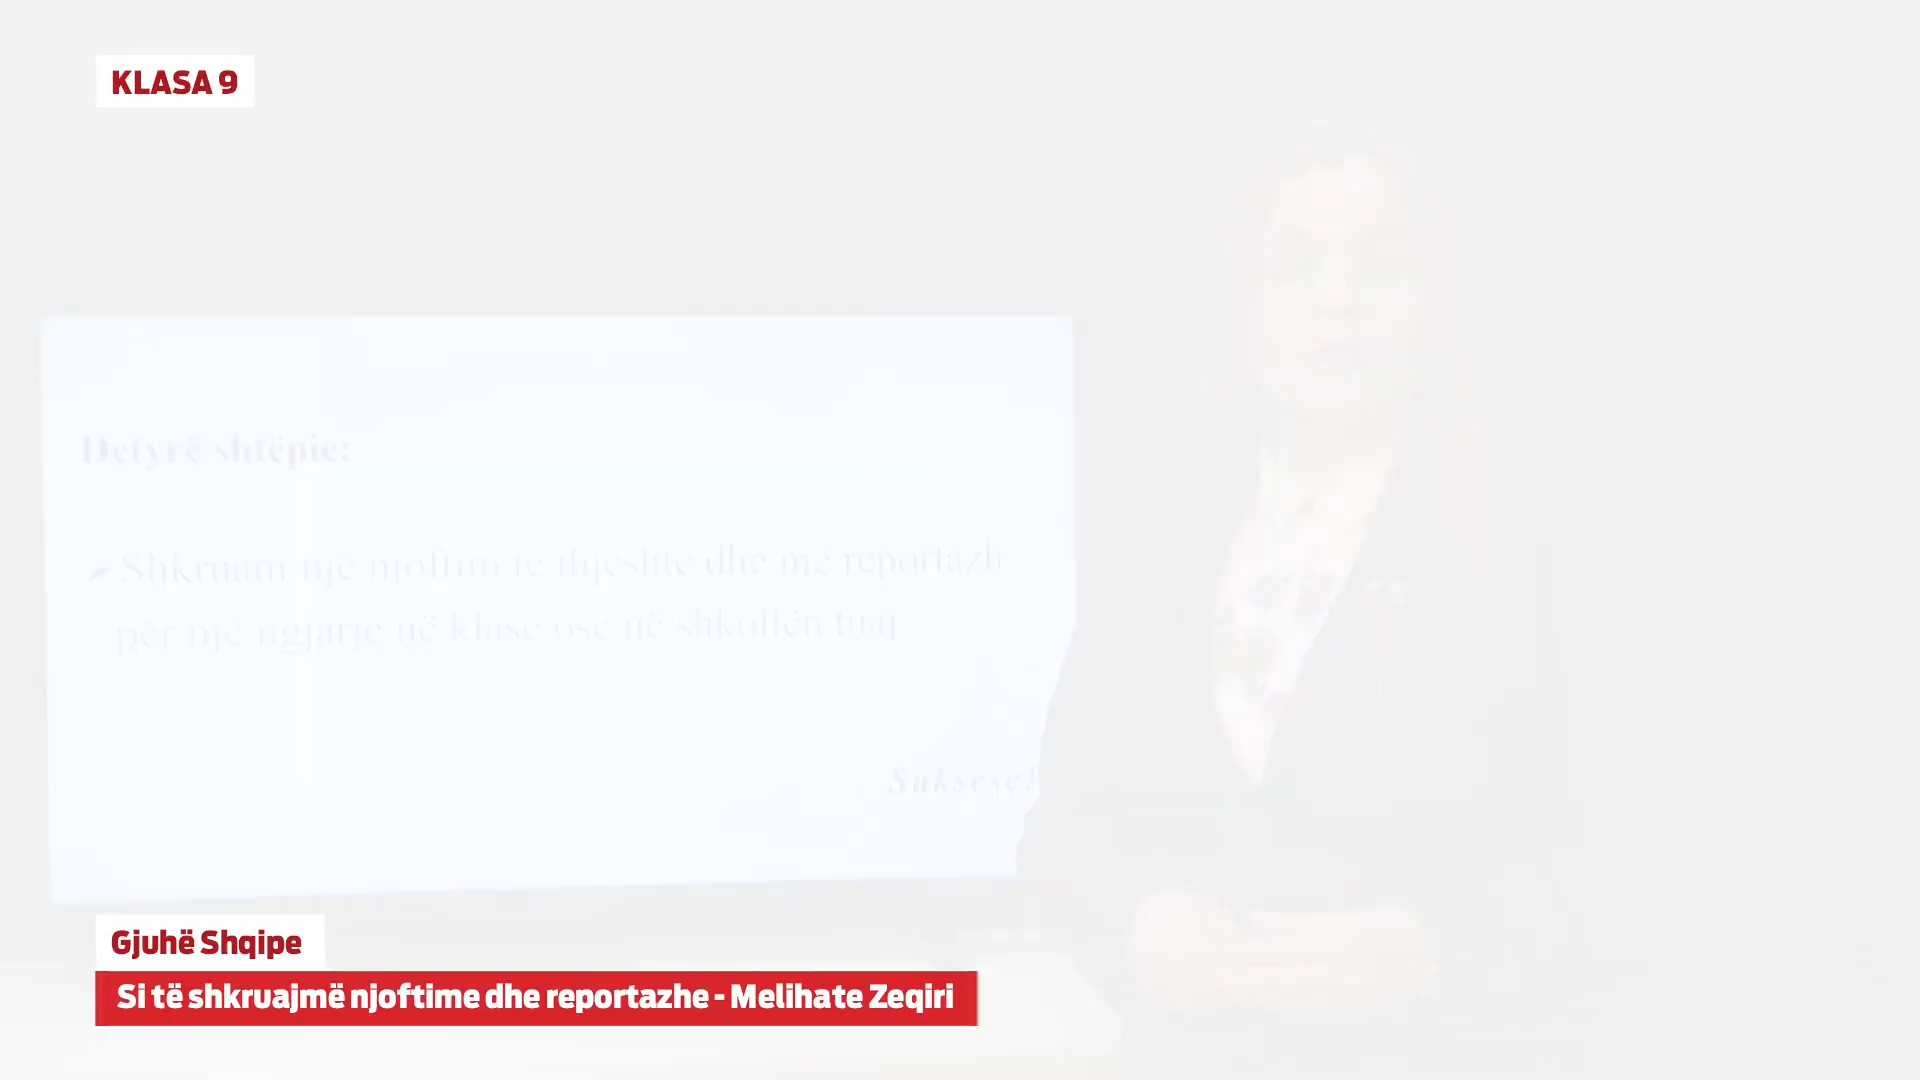 KLASA 9
Detyrë shtëpie:
Shkruani një njoftim të thjeshtë dhe një reportazh
për një ngjarje në klasë ose në shkollën tuaj
Suksese!
Gjuhë Shqipe
Si të shkruajmë njoftime dhe reportazhe - Melihate Zeqiri